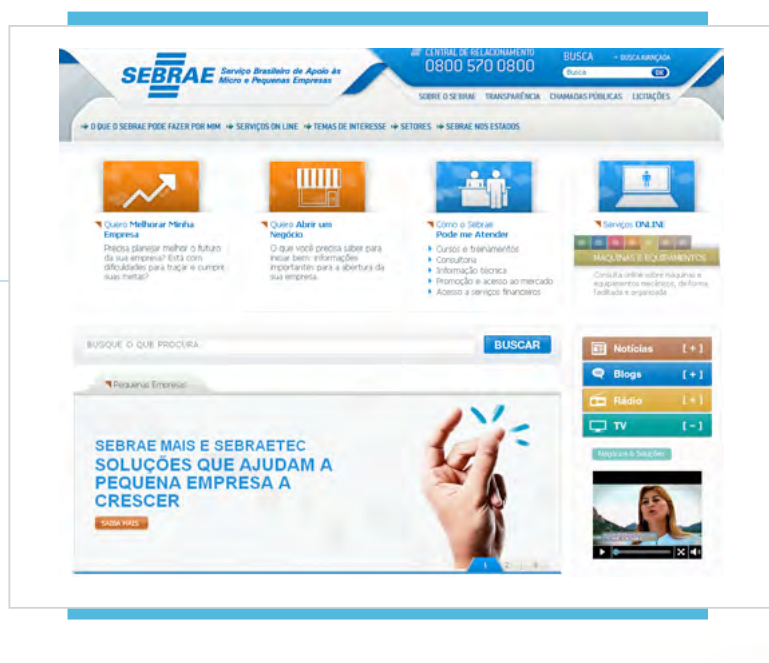 SEBRAE
Serviço Brasileiro de Apoio às
Micro e Pequenas Empresas
CENTRAL DE RELACIONAMENTO
0800 570 0800
BUSCA
BUSCA AVANÇADA
Busca
OK
SOBRE O SEBRAE TRANSPARÊNCIA CHAMADAS PÚBLICAS LICITAÇÕES
O QUE O SEBRAE PODE FAZER POR MIM SERVIÇOS ON LINE TEMAS DE INTERESSE SETORES SEBRAE NOS ESTADOS
Quero Melhorar Minha
Empresa
Precisa planejar melhor o futuro
da sua empresa? Está com
dificuldades para traçar e cumprir
suas metas?
Quero Abrir um
Negócio
O que você precisa saber para
iniciar bem: informações
importantes para a abertura da
sua empresa.
Como o Sebrae
Pode me Atender
Cursos e treinamentos
Consultoria
Informação técnica
Promoção e acesso ao mercado
Acesso a serviços financeiros
Serviços ONLINE
MÁQUINAS E EQUIPAMENTOS
Consulta online sobre máquinas e
equipamentos mecânicos, de forma
facilitada e organizada
BUSQUE O QUE PROCURA
BUSCAR
Notícias [+]
Blogs [+]
Rádio [+]
TV [-]
Negócios & Soluções
Pequenas Empresas
SEBRAE MAIS E SEBRAETEC
SOLUÇÕES QUE AJUDAM A
PEQUENA EMPRESA A
CRESCER
SAIBA MAIS
1 2 3